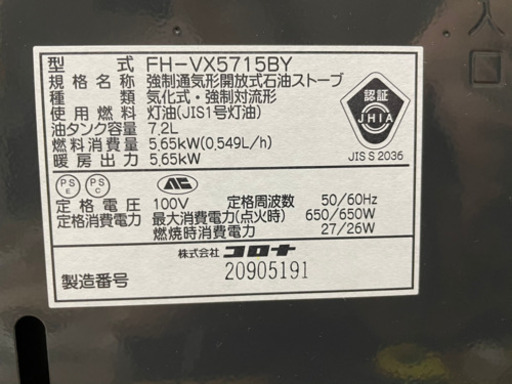 型式 FH-VX5715BY
規格名称 強制通気形開放式石油ストーブ
種類 気化式・強制対流形
使用燃料 灯油(JIS1号灯油)
油タンク容量 7.2L
燃料消費量 5,65kW(0,549L/h)
暖房出力 5,65kW
認証
JHIA
JIS S 2036
PS E
PS C
定格電圧 100V 定格周波数 50/60Hz
定格消費電力 最大消費電力(点火時) 650/650W
燃焼時消費電力 27/26W
株式会社 コロナ
製造番号 20905191
入口